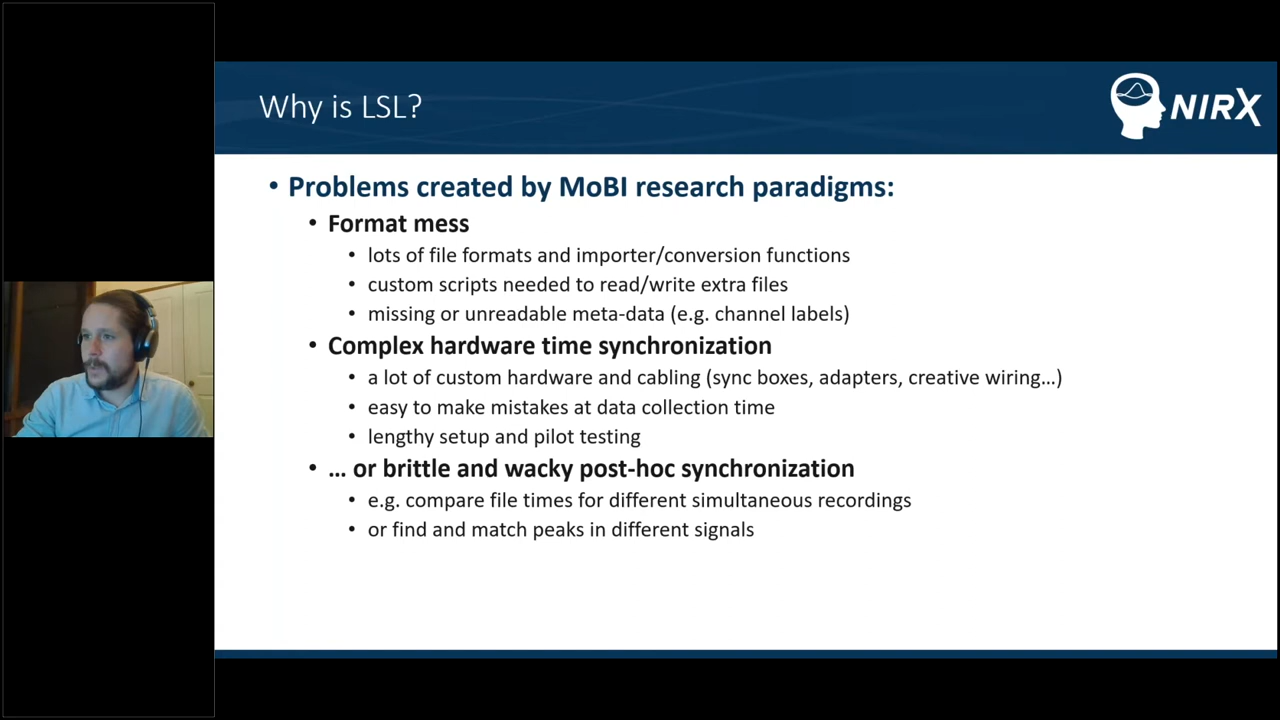 Why is LSL?
NIRX
• Problems created by MoBI research paradigms:
• Format mess
• lots of file formats and importer/conversion functions
• custom scripts needed to read/write extra files
• missing or unreadable meta-data (e.g. channel labels)
• Complex hardware time synchronization
• a lot of custom hardware and cabling (sync boxes, adapters, creative wiring…)
• easy to make mistakes at data collection time
• lengthy setup and pilot testing
• … or brittle and wacky post-hoc synchronization
• e.g. compare file times for different simultaneous recordings
• or find and match peaks in different signals